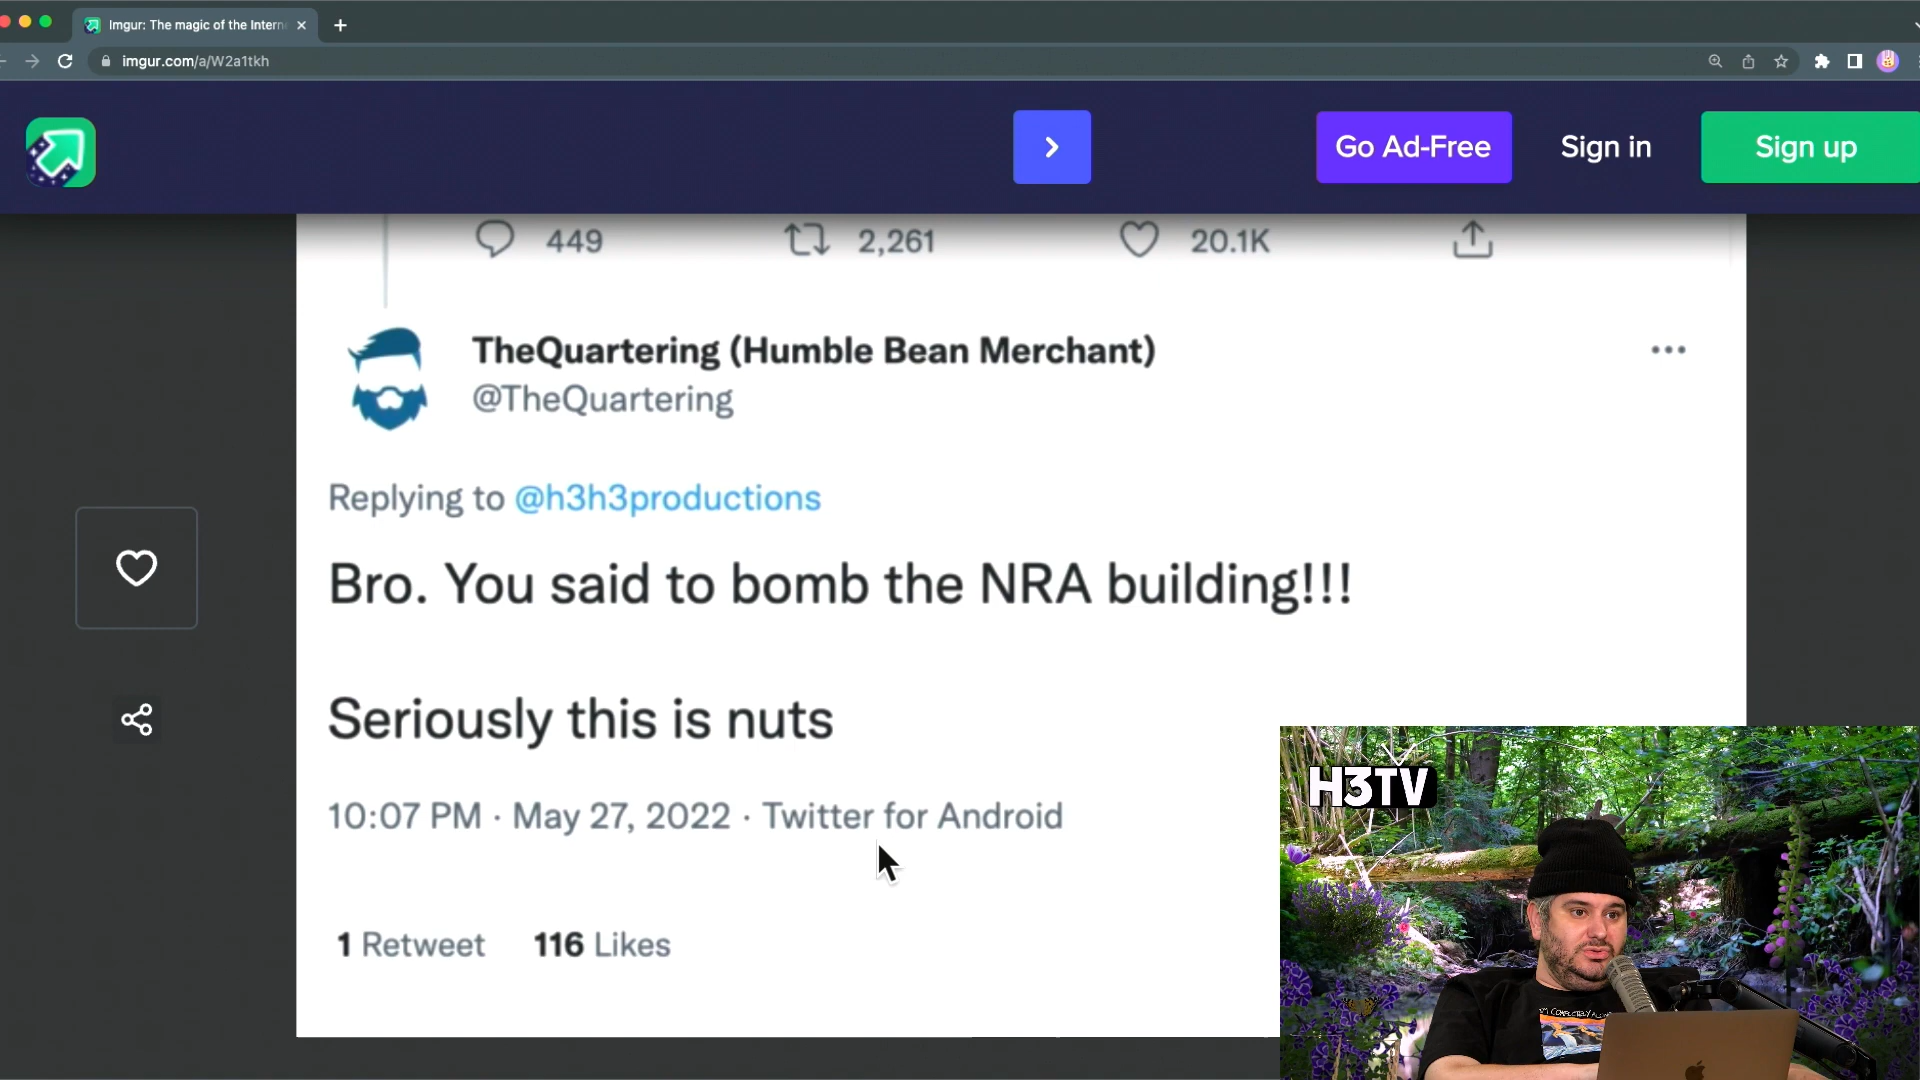 Imgur: The magic of the Intern
imgur.com/a/W2a1tkh
Go Ad-Free
Sign in
Sign up
449
2,261
20.1K
TheQuartering (Humble Bean Merchant)
@TheQuartering
Replying to @h3h3productions
Bro. You said to bomb the NRA building!!!
Seriously this is nuts
10:07 PM · May 27, 2022 · Twitter for Android
1 Retweet 116 Likes
H3TV